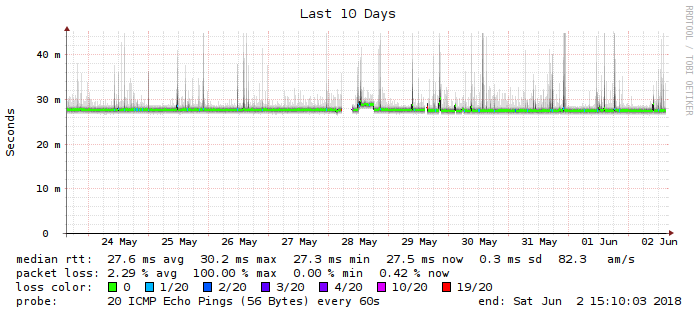 Last 10 Days
RRDTOOL / TOBI OETIKER
Seconds
40 m
30 m
20 m
10 m
0
24 May 25 May 26 May 27 May 28 May 29 May 30 May 31 May 01 Jun 02 Jun
median rtt: 27.6 ms avg 30.2 ms max 27.3 ms min 27.5 ms now 0.3 ms sd 82.3 am/s
packet loss: 2.29 % avg 100.00 % max 0.00 % min 0.42 % now
loss color: 0 1/20 2/20 3/20 4/20 10/20 19/20
probe: 20 ICMP Echo Pings (56 Bytes) every 60s end: Sat Jun 2 15:10:03 2018